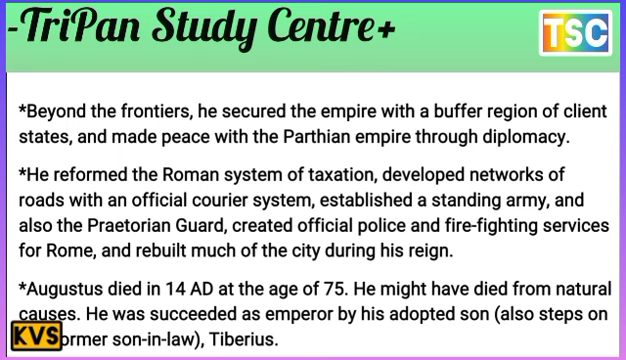 -TriPan Study Centre+
TSC
*Beyond the frontiers, he secured the empire with a buffer region of client
states, and made peace with the Parthian empire through diplomacy.
*He reformed the Roman system of taxation, developed networks of
roads with an official courier system, established a standing army, and
also the Praetorian Guard, created official police and fire-fighting services
for Rome, and rebuilt much of the city during his reign.
*Augustus died in 14 AD at the age of 75. He might have died from natural
causes. He was succeeded as emperor by his adopted son (also steps on
KVS ormer son-in-law), Tiberius.